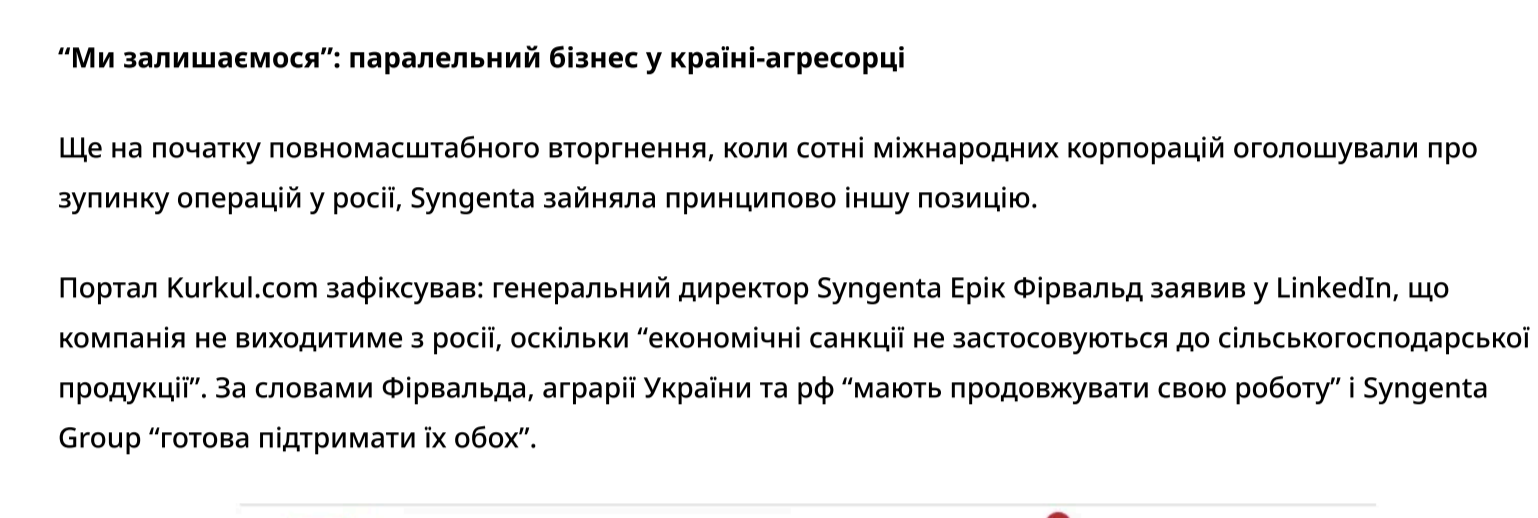 “Ми залишаємося”: паралельний бізнес у країні-агресорці
Ще на початку повномасштабного вторгнення, коли сотні міжнародних корпорацій оголошували про
зупинку операцій у росії, Syngenta зайняла принципово іншу позицію.
Портал Kurkul.com зафіксував: генеральний директор Syngenta Ерік Фірвальд заявив у LinkedIn, що
компанія не виходитиме з росії, оскільки “економічні санкції не застосовуються до сільськогосподарської
продукції”. За словами Фірвальда, аграрії України та рф “мають продовжувати свою роботу” і Syngenta
Group “готова підтримати їх обох”.